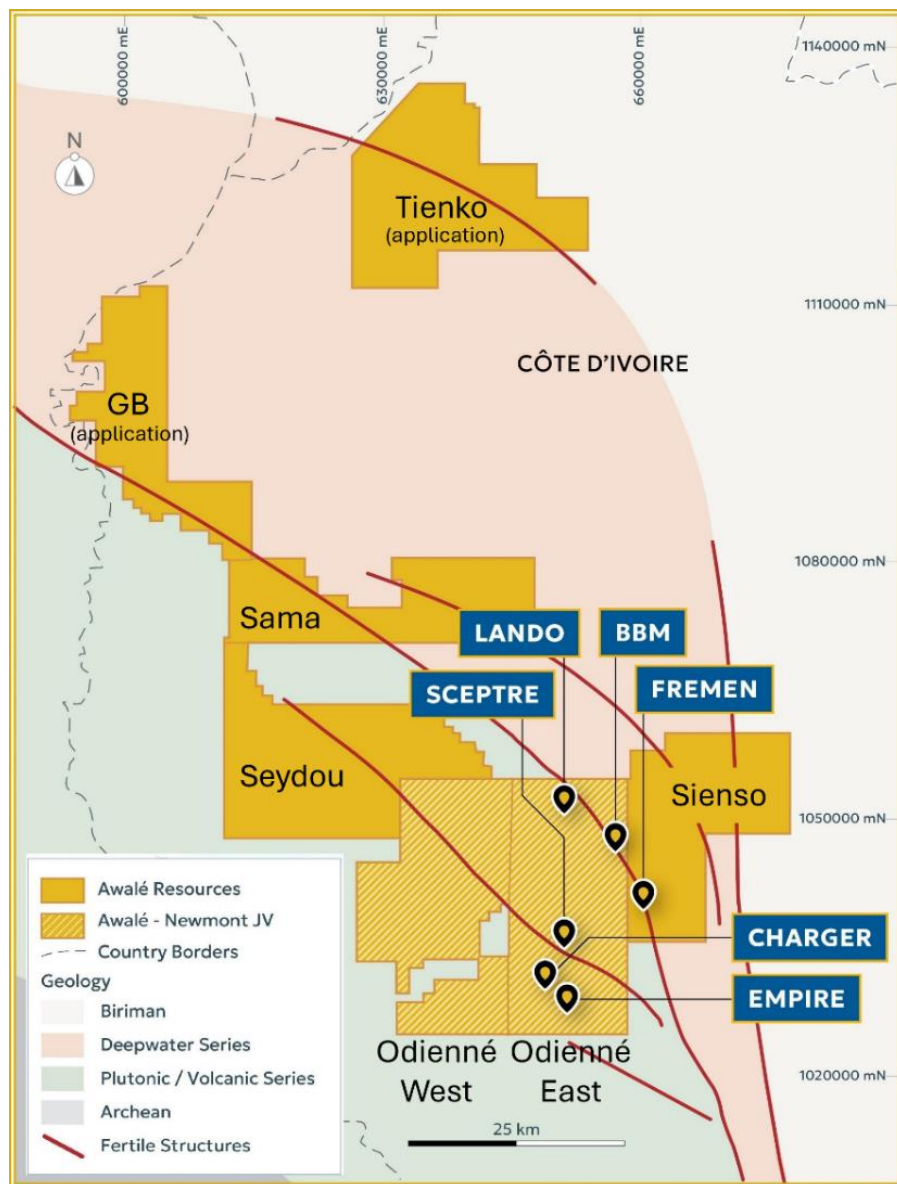 600000 mE
630000 mE
660000 mE
1140000 mN
N
Tienko
(application)
1110000 mN
CÔTE D'IVOIRE
GB
(application)
1080000 mN
Sama
LANDO
BBM
SCEPTRE
FREMEN
Seydou
Sienso
1050000 mN
CHARGER
EMPIRE
Odienné
West
Odienné
East
1020000 mN
25 km
Awalé Resources
Awalé - Newmont JV
Country Borders
Geology
Biriman
Deepwater Series
Plutonic / Volcanic Series
Archean
Fertile Structures